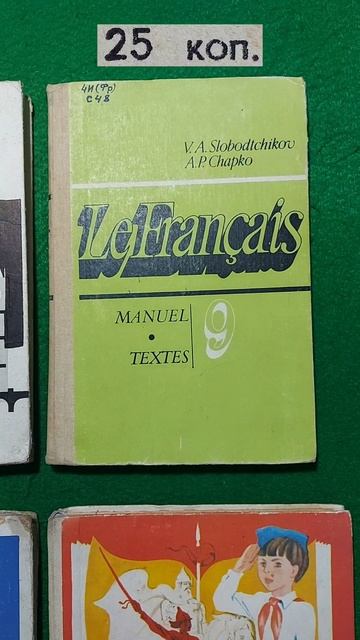 25 коп.
4И(Фр)
С48
V. A. Slobodtchikov
A. P. Chapko
Le Français
MANUEL
•
TEXTES
9